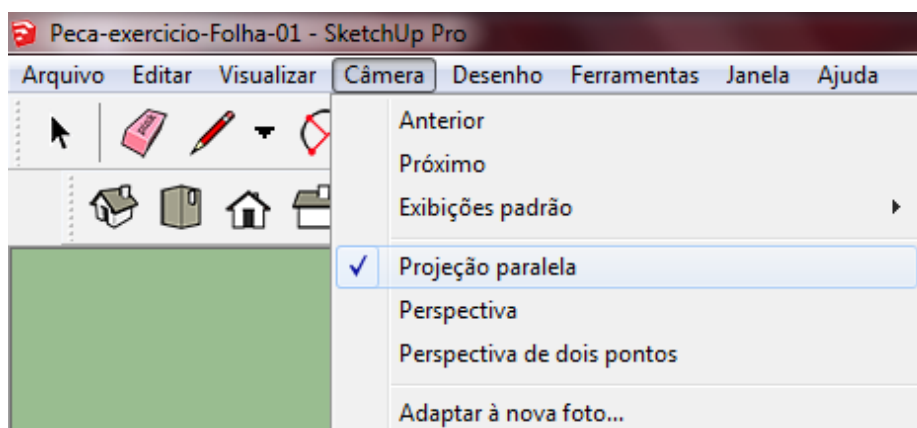 Peca-exercicio-Folha-01 - SketchUp Pro
Arquivo Editar Visualizar Câmera Desenho Ferramentas Janela Ajuda
Anterior
Próximo
Exibições padrão
Projeção paralela
Perspectiva
Perspectiva de dois pontos
Adaptar à nova foto...